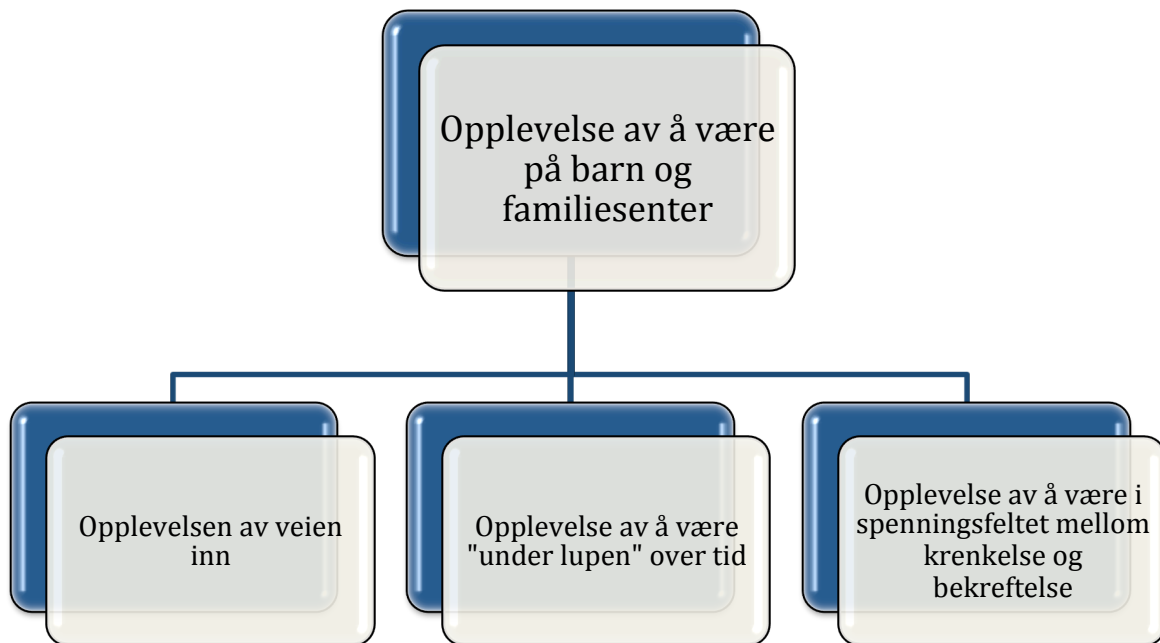 Opplevelse av å være
på barn og
familiesenter
Opplevelsen av veien
inn
Opplevelse av å være
"under lupen" over tid
Opplevelse av å være i
spenningsfeltet mellom
krenkelse og
bekreftelse